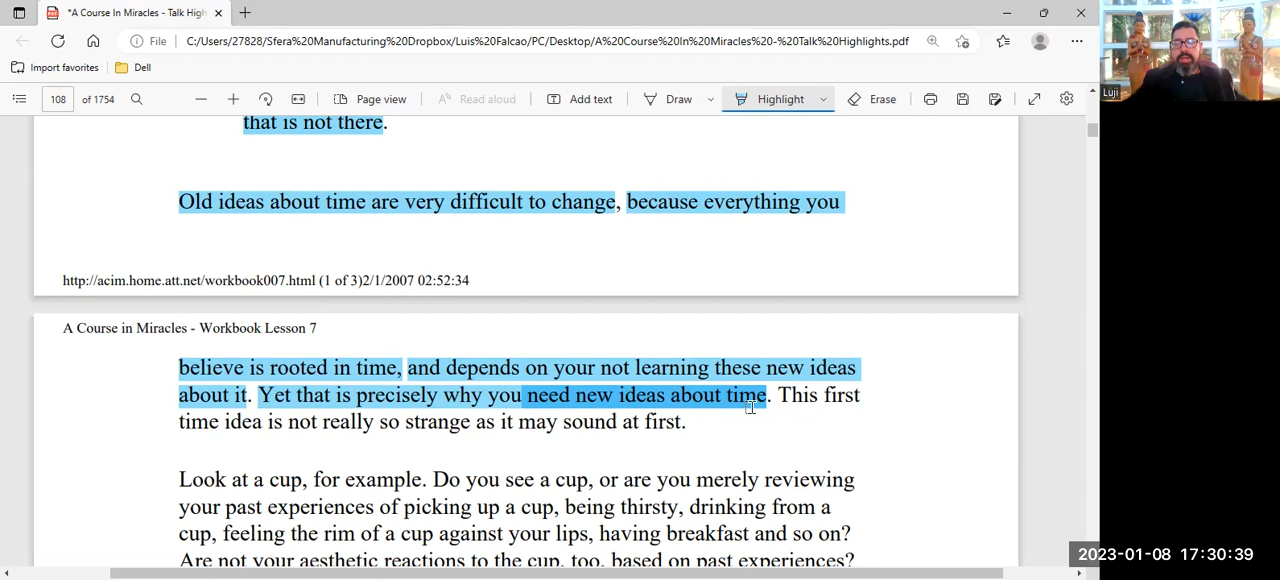 *A Course In Miracles - Talk High
File
C:/Users/27828/Sfera%20Manufacturing%20Dropbox/Luis%20Falcao/PC/Desktop/A%20Course%20In%20Miracles%20-%20Talk%20Highlights.pdf
Import favorites
Dell
108 of 1754
Page view
Read aloud
Add text
Draw
Highlight
Erase
Luji
that is not there.
Old ideas about time are very difficult to change, because everything you
http://acim.home.att.net/workbook007.html (1 of 3)2/1/2007 02:52:34
A Course in Miracles - Workbook Lesson 7
believe is rooted in time, and depends on your not learning these new ideas
about it. Yet that is precisely why you need new ideas about time. This first
time idea is not really so strange as it may sound at first.
Look at a cup, for example. Do you see a cup, or are you merely reviewing
your past experiences of picking up a cup, being thirsty, drinking from a
cup, feeling the rim of a cup against your lips, having breakfast and so on?
Are not your aesthetic reactions to the cup, too, based on past experiences?
2023-01-08 17:30:39